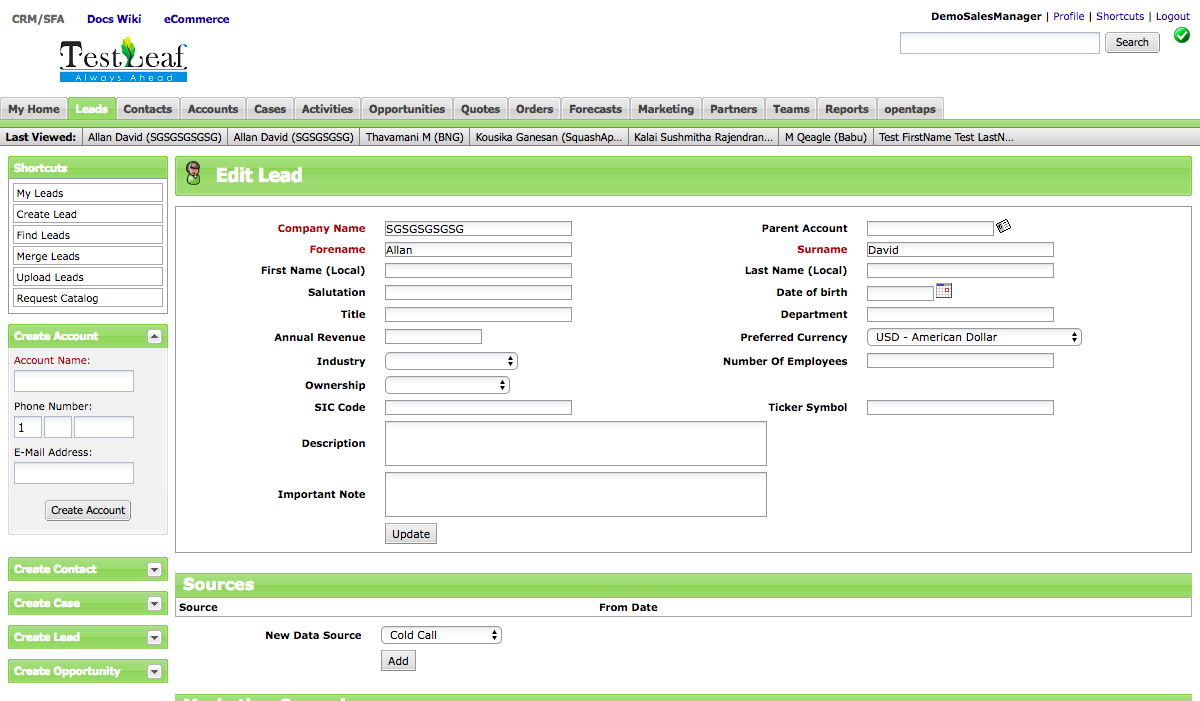 CRM/SFA Docs Wiki eCommerce
DemoSalesManager | Profile | Shortcuts | Logout
TestLeaf
Always Ahead
Search
My Home Leads Contacts Accounts Cases Activities Opportunities Quotes Orders Forecasts Marketing Partners Teams Reports opentaps
Last Viewed: Allan David (SGSGSGSGSG) Allan David (SGSGSGSG) Thavamani M (BNG) Kousika Ganesan (SquashAp... Kalai Sushmitha Rajendran... M Qeagle (Babu) Test FirstName Test LastN...
Shortcuts
My Leads
Create Lead
Find Leads
Merge Leads
Upload Leads
Request Catalog
Create Account
Account Name:
Phone Number:
1
E-Mail Address:
Create Account
Create Contact
Create Case
Create Lead
Create Opportunity
Edit Lead
Company Name SGSGSGSGSG Parent Account
Forename Allan Surname David
First Name (Local) Last Name (Local)
Salutation Date of birth
Title Department
Annual Revenue Preferred Currency USD - American Dollar
Industry Number Of Employees
Ownership
SIC Code Ticker Symbol
Description
Important Note
Update
Sources
Source From Date
New Data Source Cold Call
Add